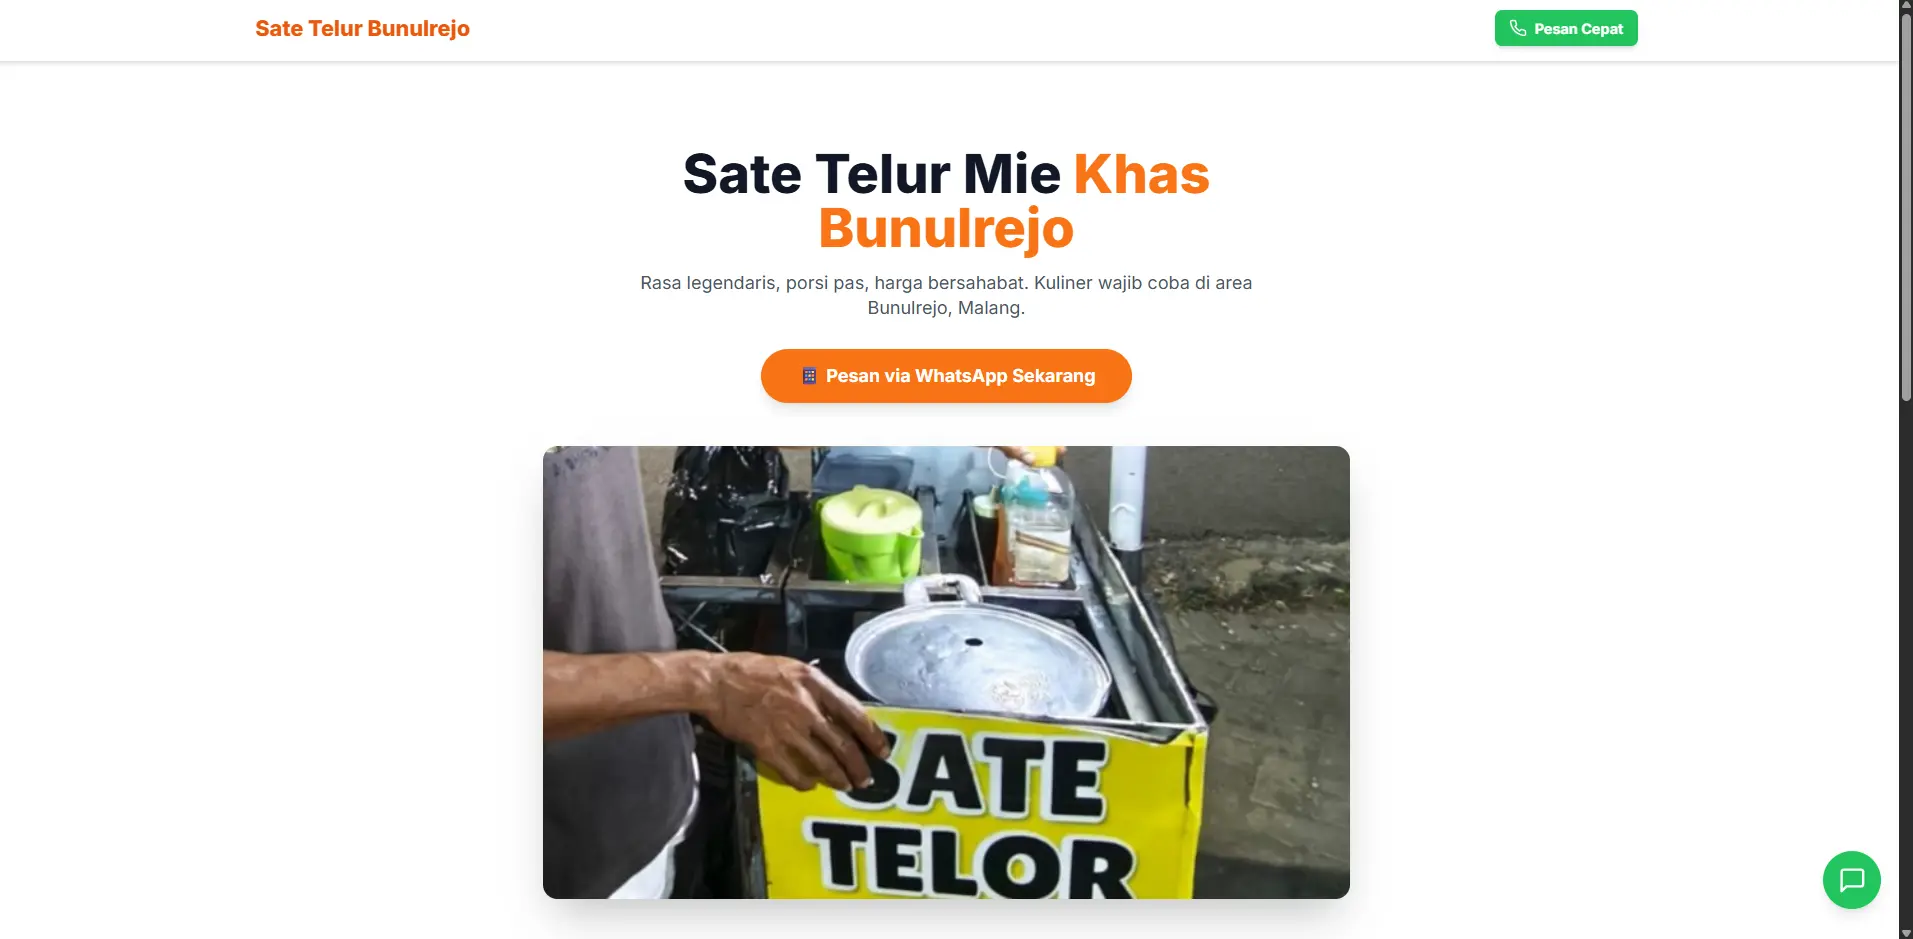 Sate Telur Bunulrejo
Pesan Cepat
Sate Telur Mie Khas
Bunulrejo
Rasa legendaris, porsi pas, harga bersahabat. Kuliner wajib coba di area
Bunulrejo, Malang.
Pesan via WhatsApp Sekarang
SATE
TELOR